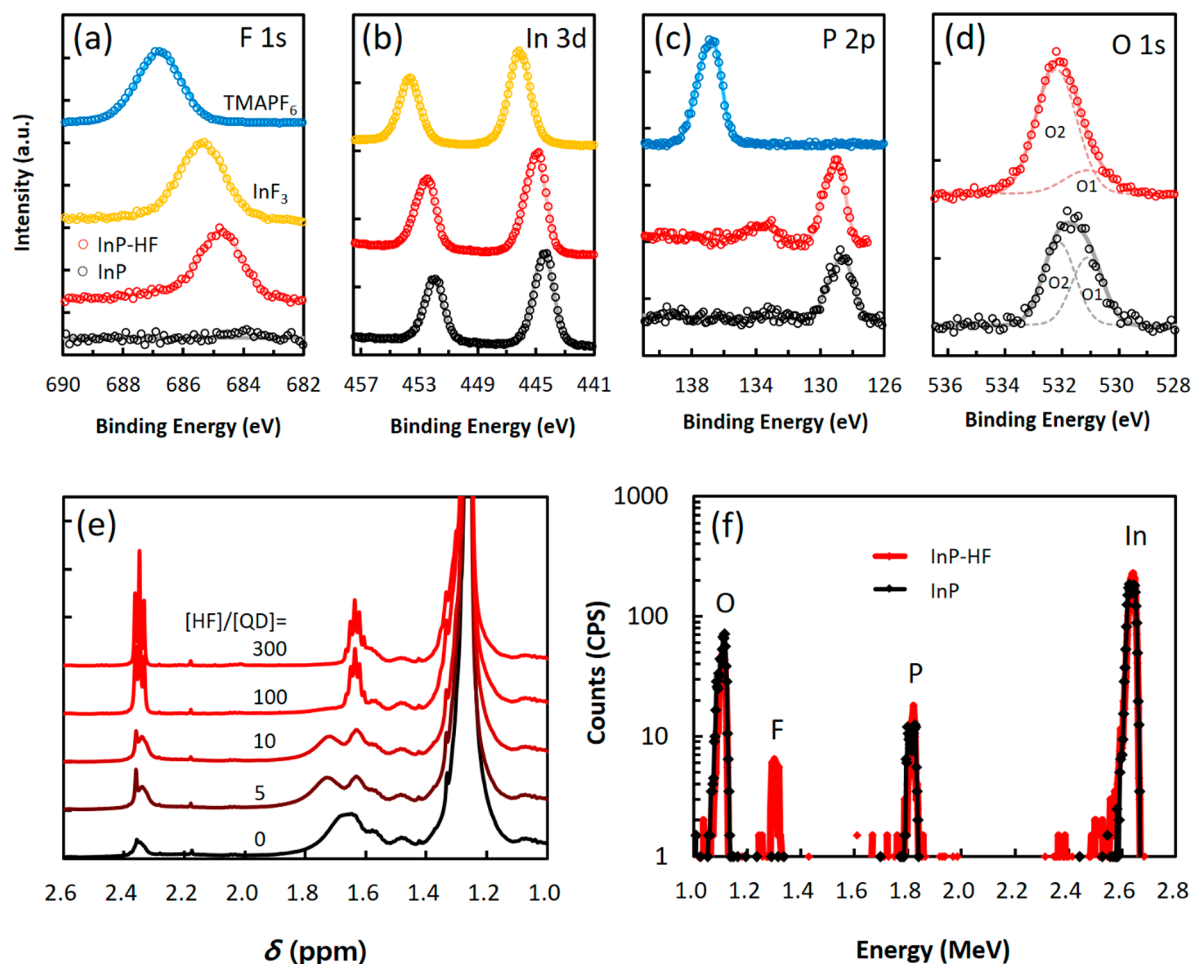 (a) F 1s
TMAPF6
InF3
InP-HF
InP
Intensity (a.u.)
690 688 686 684 682
Binding Energy (eV)
(b) In 3d
457 453 449 445 441
Binding Energy (eV)
(c) P 2p
138 134 130 126
Binding Energy (eV)
(d) O 1s
O2
O1
O2
O1
536 534 532 530 528
Binding Energy (eV)
(e)
[HF]/[QD]=
300
100
10
5
0
2.6 2.4 2.2 2.0 1.8 1.6 1.4 1.2 1.0
δ (ppm)
(f)
InP-HF
InP
O
F
P
In
1000
100
10
1
Counts (CPS)
1.0 1.2 1.4 1.6 1.8 2.0 2.2 2.4 2.6 2.8
Energy (MeV)